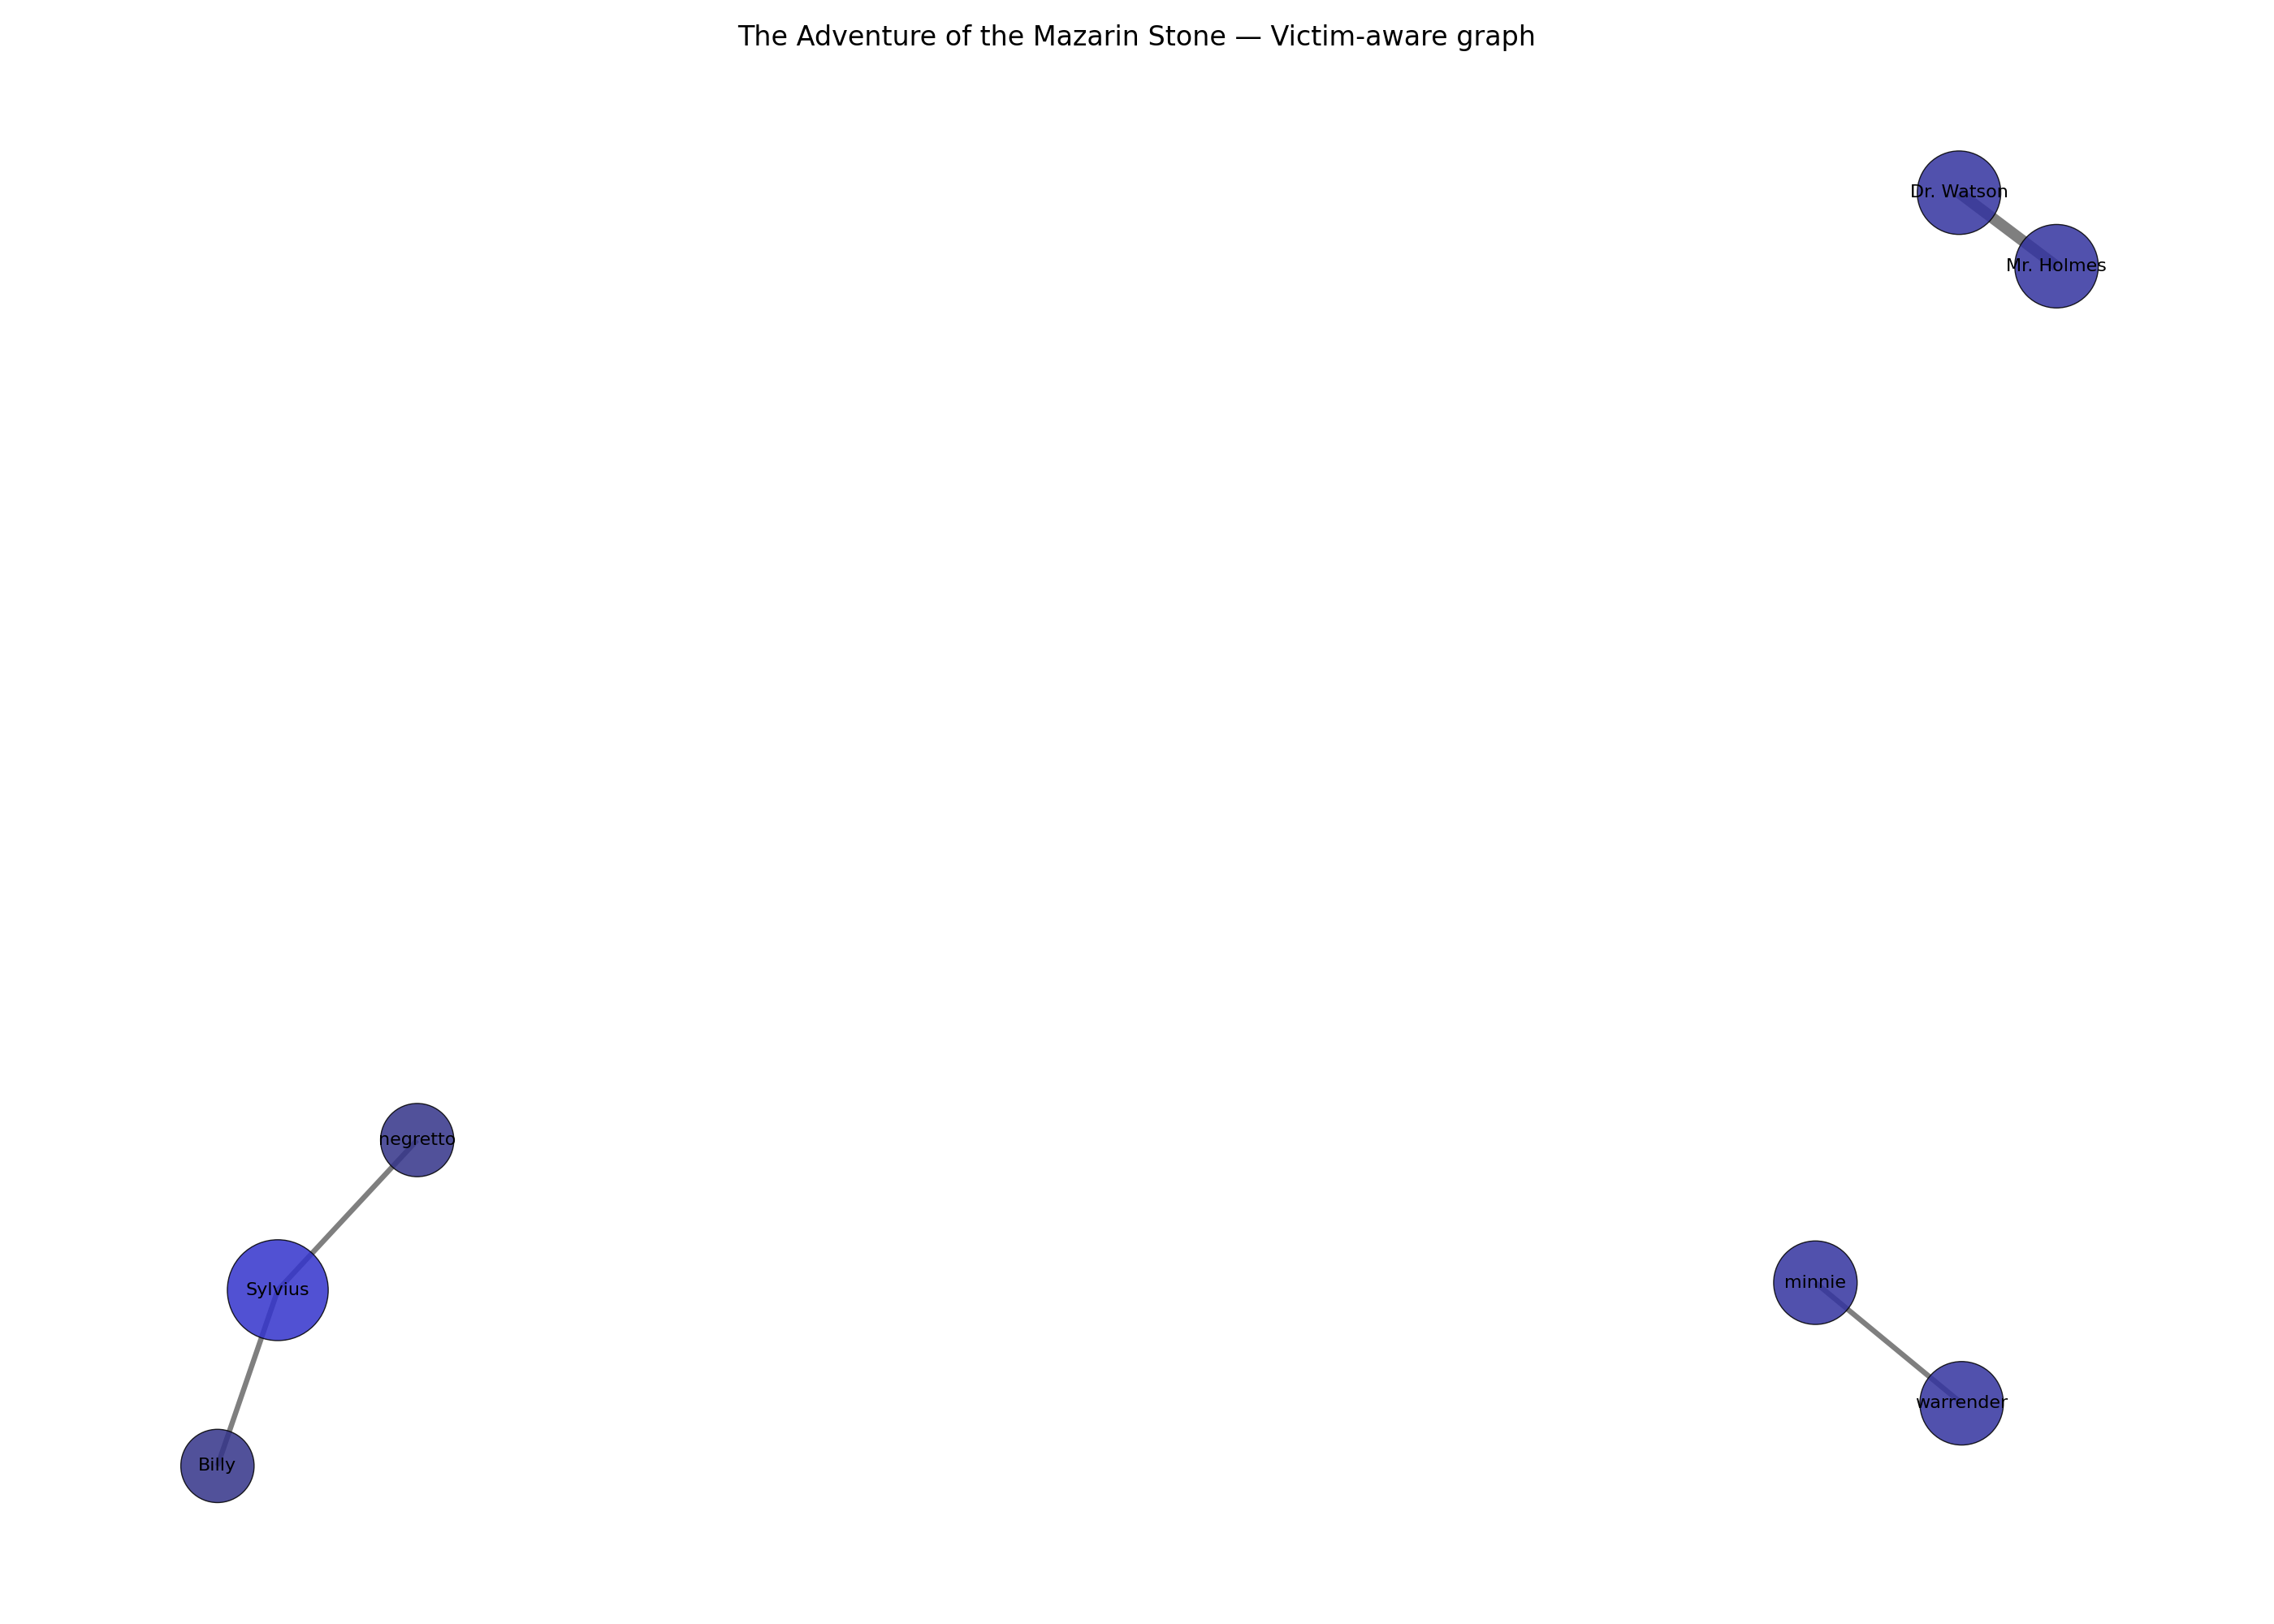 The Adventure of the Mazarin Stone — Victim-aware graph
Dr. Watson
Mr. Holmes
negretto
Sylvius
minnie
warrender
Billy